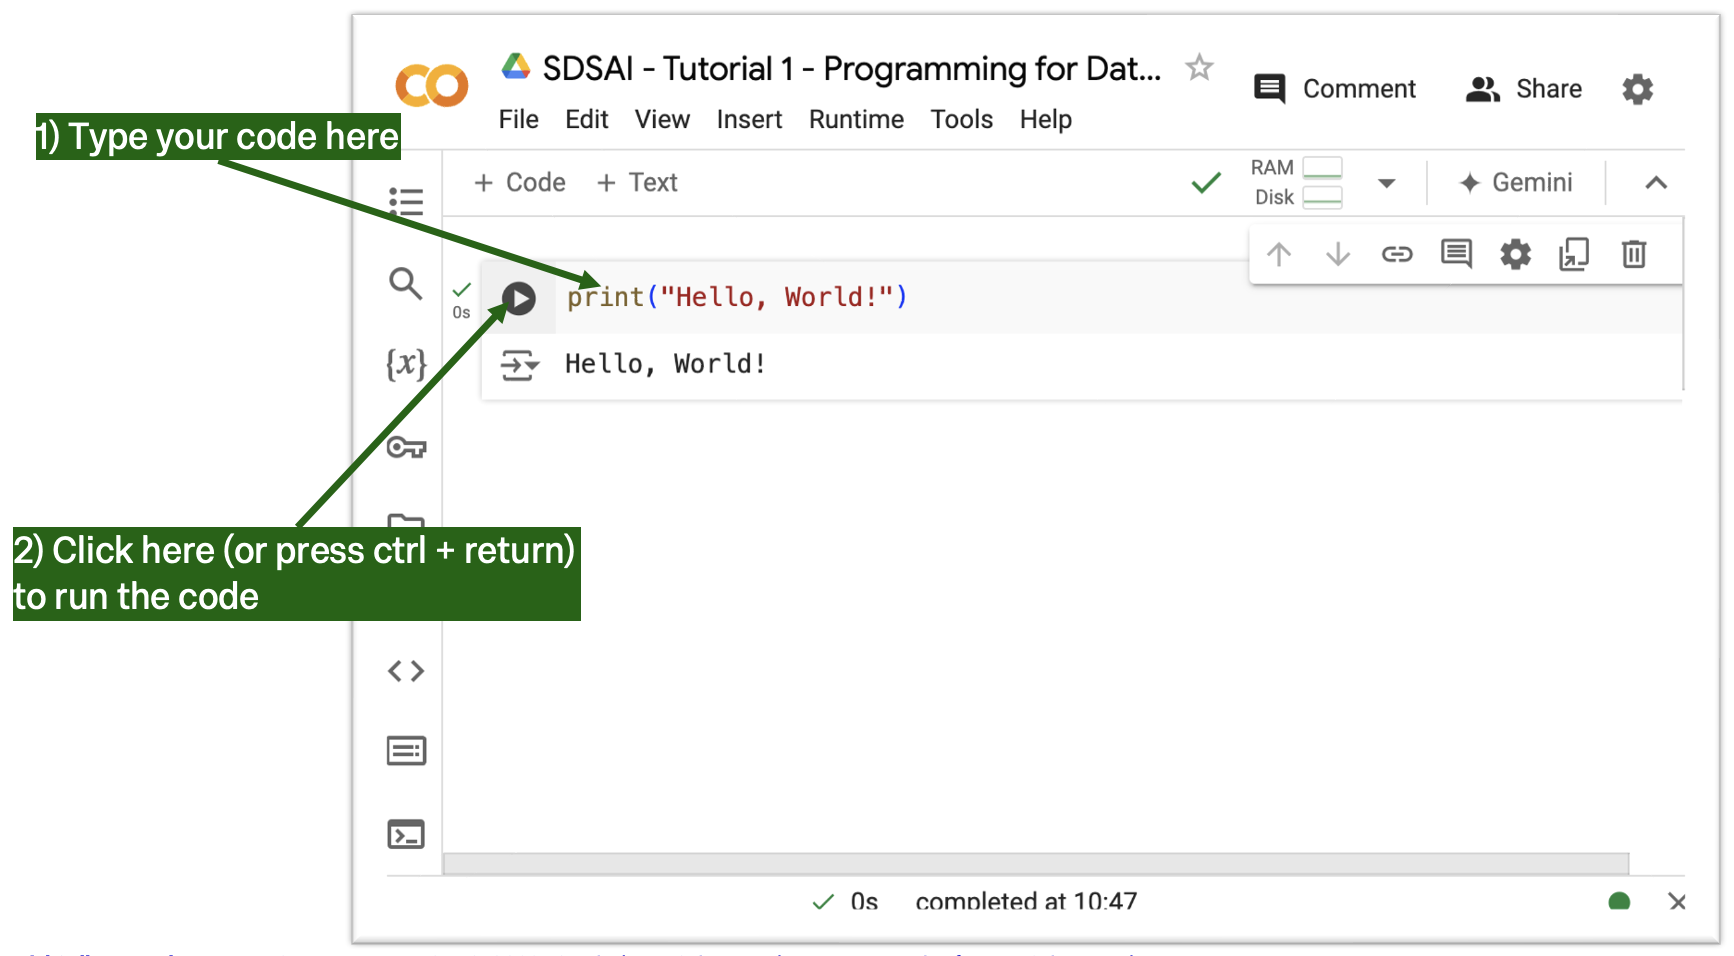 SDSAI - Tutorial 1 - Programming for Dat...
Comment
Share
File Edit View Insert Runtime Tools Help
1) Type your code here
+ Code + Text
RAM
Disk
Gemini
print("Hello, World!")
0s
{x}
Hello, World!
2) Click here (or press ctrl + return)
to run the code
0s completed at 10:47